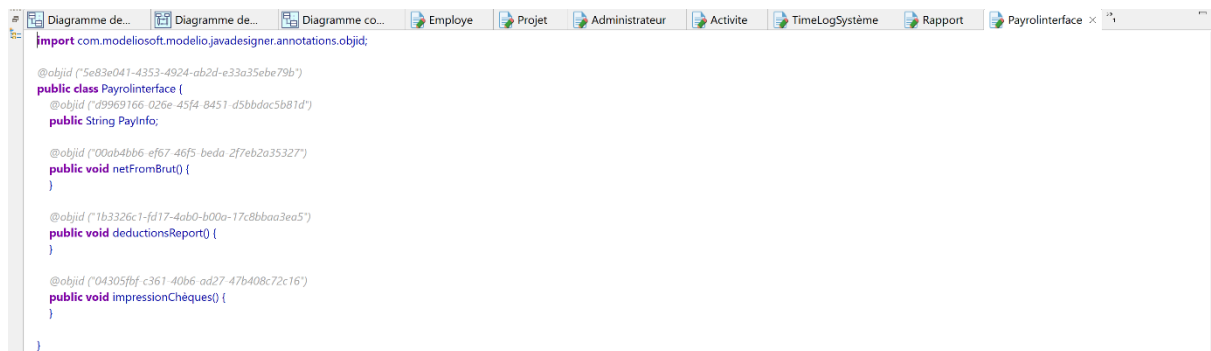 Diagramme de... Diagramme de... Diagramme co... Employe Projet Administrateur Activite TimeLogSystème Rapport Payrolinterface
import com.modeliosoft.modelio.javadesigner.annotations.objid;
@objid ("5e83e041-4353-4924-ab2d-e33a35ebe79b")
public class Payrolinterface {
@objid ("d9969166-026e-45f4-8451-d5bbdac5b81d")
public String PayInfo;
@objid ("00ab4bb6-ef67-46f5-beda-2f7eb2a35327")
public void netFromBrut() {
}
@objid ("1b3326c1-fd17-4ab0-b00a-17c8bbaa3ea5")
public void deductionsReport() {
}
@objid ("04305fbf-c361-40b6-ad27-47b408c72c16")
public void impressionChèques() {
}
}